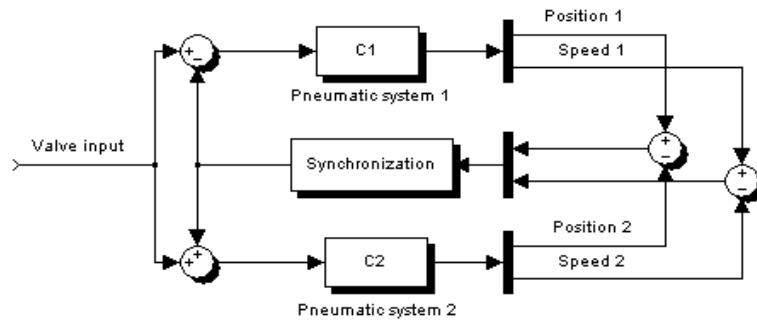 Position 1
C1
Speed 1
Pneumatic system 1
Valve input
Synchronization
Position 2
C2
Speed 2
Pneumatic system 2